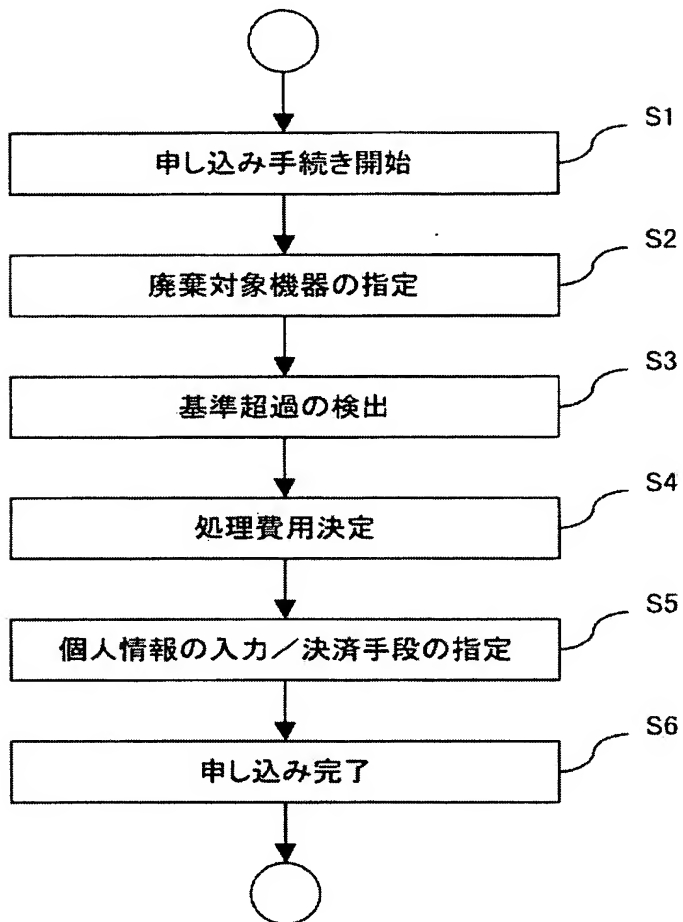 S1
申し込み手続き開始
S2
廃棄対象機器の指定
S3
基準超過の検出
S4
処理費用決定
S5
個人情報の入力／決済手段の指定
S6
申し込み完了